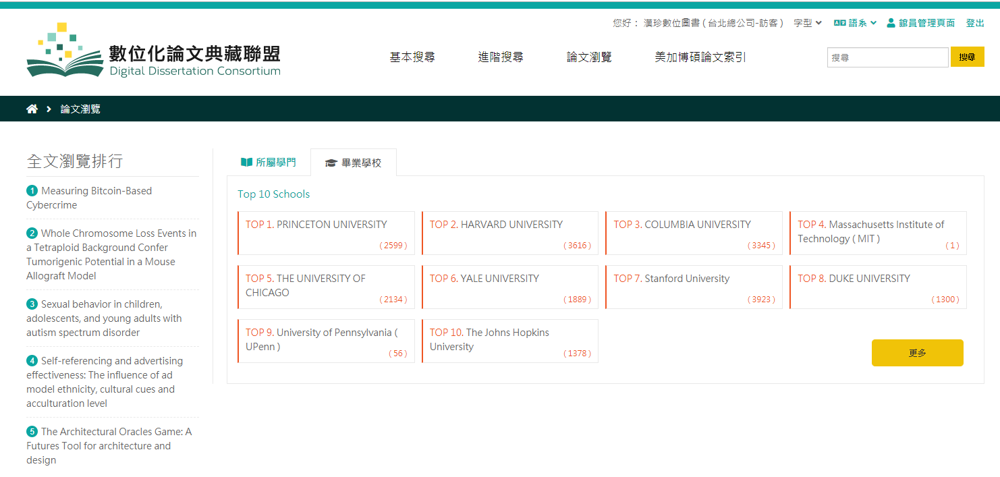 您好： 漢珍數位圖書 ( 台北總公司-訪客 ) 字型 語系 館員管理頁面 登出
數位化論文典藏聯盟
Digital Dissertation Consortium
基本搜尋 進階搜尋 論文瀏覽 美加博碩論文索引 搜尋 搜尋
論文瀏覽
全文瀏覽排行
1 Measuring Bitcoin-Based
Cybercrime
2 Whole Chromosome Loss Events in
a Tetraploid Background Confer
Tumorigenic Potential in a Mouse
Allograft Model
3 Sexual behavior in children,
adolescents, and young adults with
autism spectrum disorder
4 Self-referencing and advertising
effectiveness: The influence of ad
model ethnicity, cultural cues and
acculturation level
5 The Architectural Oracles Game: A
Futures Tool for architecture and
design
所屬學門 畢業學校
Top 10 Schools
TOP 1. PRINCETON UNIVERSITY
( 2599 )
TOP 2. HARVARD UNIVERSITY
( 3616 )
TOP 3. COLUMBIA UNIVERSITY
( 3345 )
TOP 4. Massachusetts Institute of
Technology ( MIT )
( 1 )
TOP 5. THE UNIVERSITY OF
CHICAGO
( 2134 )
TOP 6. YALE UNIVERSITY
( 1889 )
TOP 7. Stanford University
( 3923 )
TOP 8. DUKE UNIVERSITY
( 1300 )
TOP 9. University of Pennsylvania (
UPenn )
( 56 )
TOP 10. The Johns Hopkins
University
( 1378 )
更多